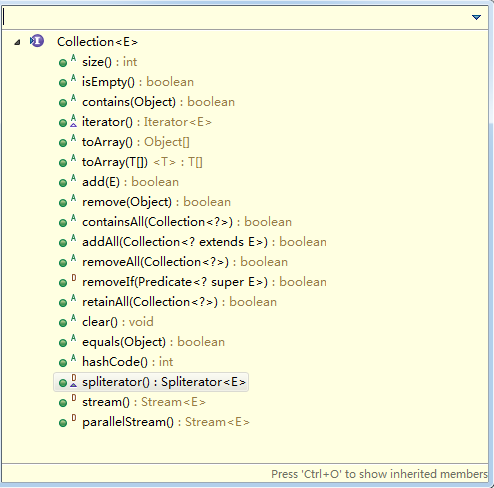 Collection<E>
A size() : int
A isEmpty() : boolean
A contains(Object) : boolean
A iterator() : Iterator<E>
A toArray() : Object[]
A toArray(T[]) <T> : T[]
A add(E) : boolean
A remove(Object) : boolean
A containsAll(Collection<?>) : boolean
A addAll(Collection<? extends E>) : boolean
A removeAll(Collection<?>) : boolean
D removeIf(Predicate<? super E>) : boolean
A retainAll(Collection<?>) : boolean
A clear() : void
A equals(Object) : boolean
A hashCode() : int
D spliterator() : Spliterator<E>
D stream() : Stream<E>
D parallelStream() : Stream<E>
Press 'Ctrl+O' to show inherited members